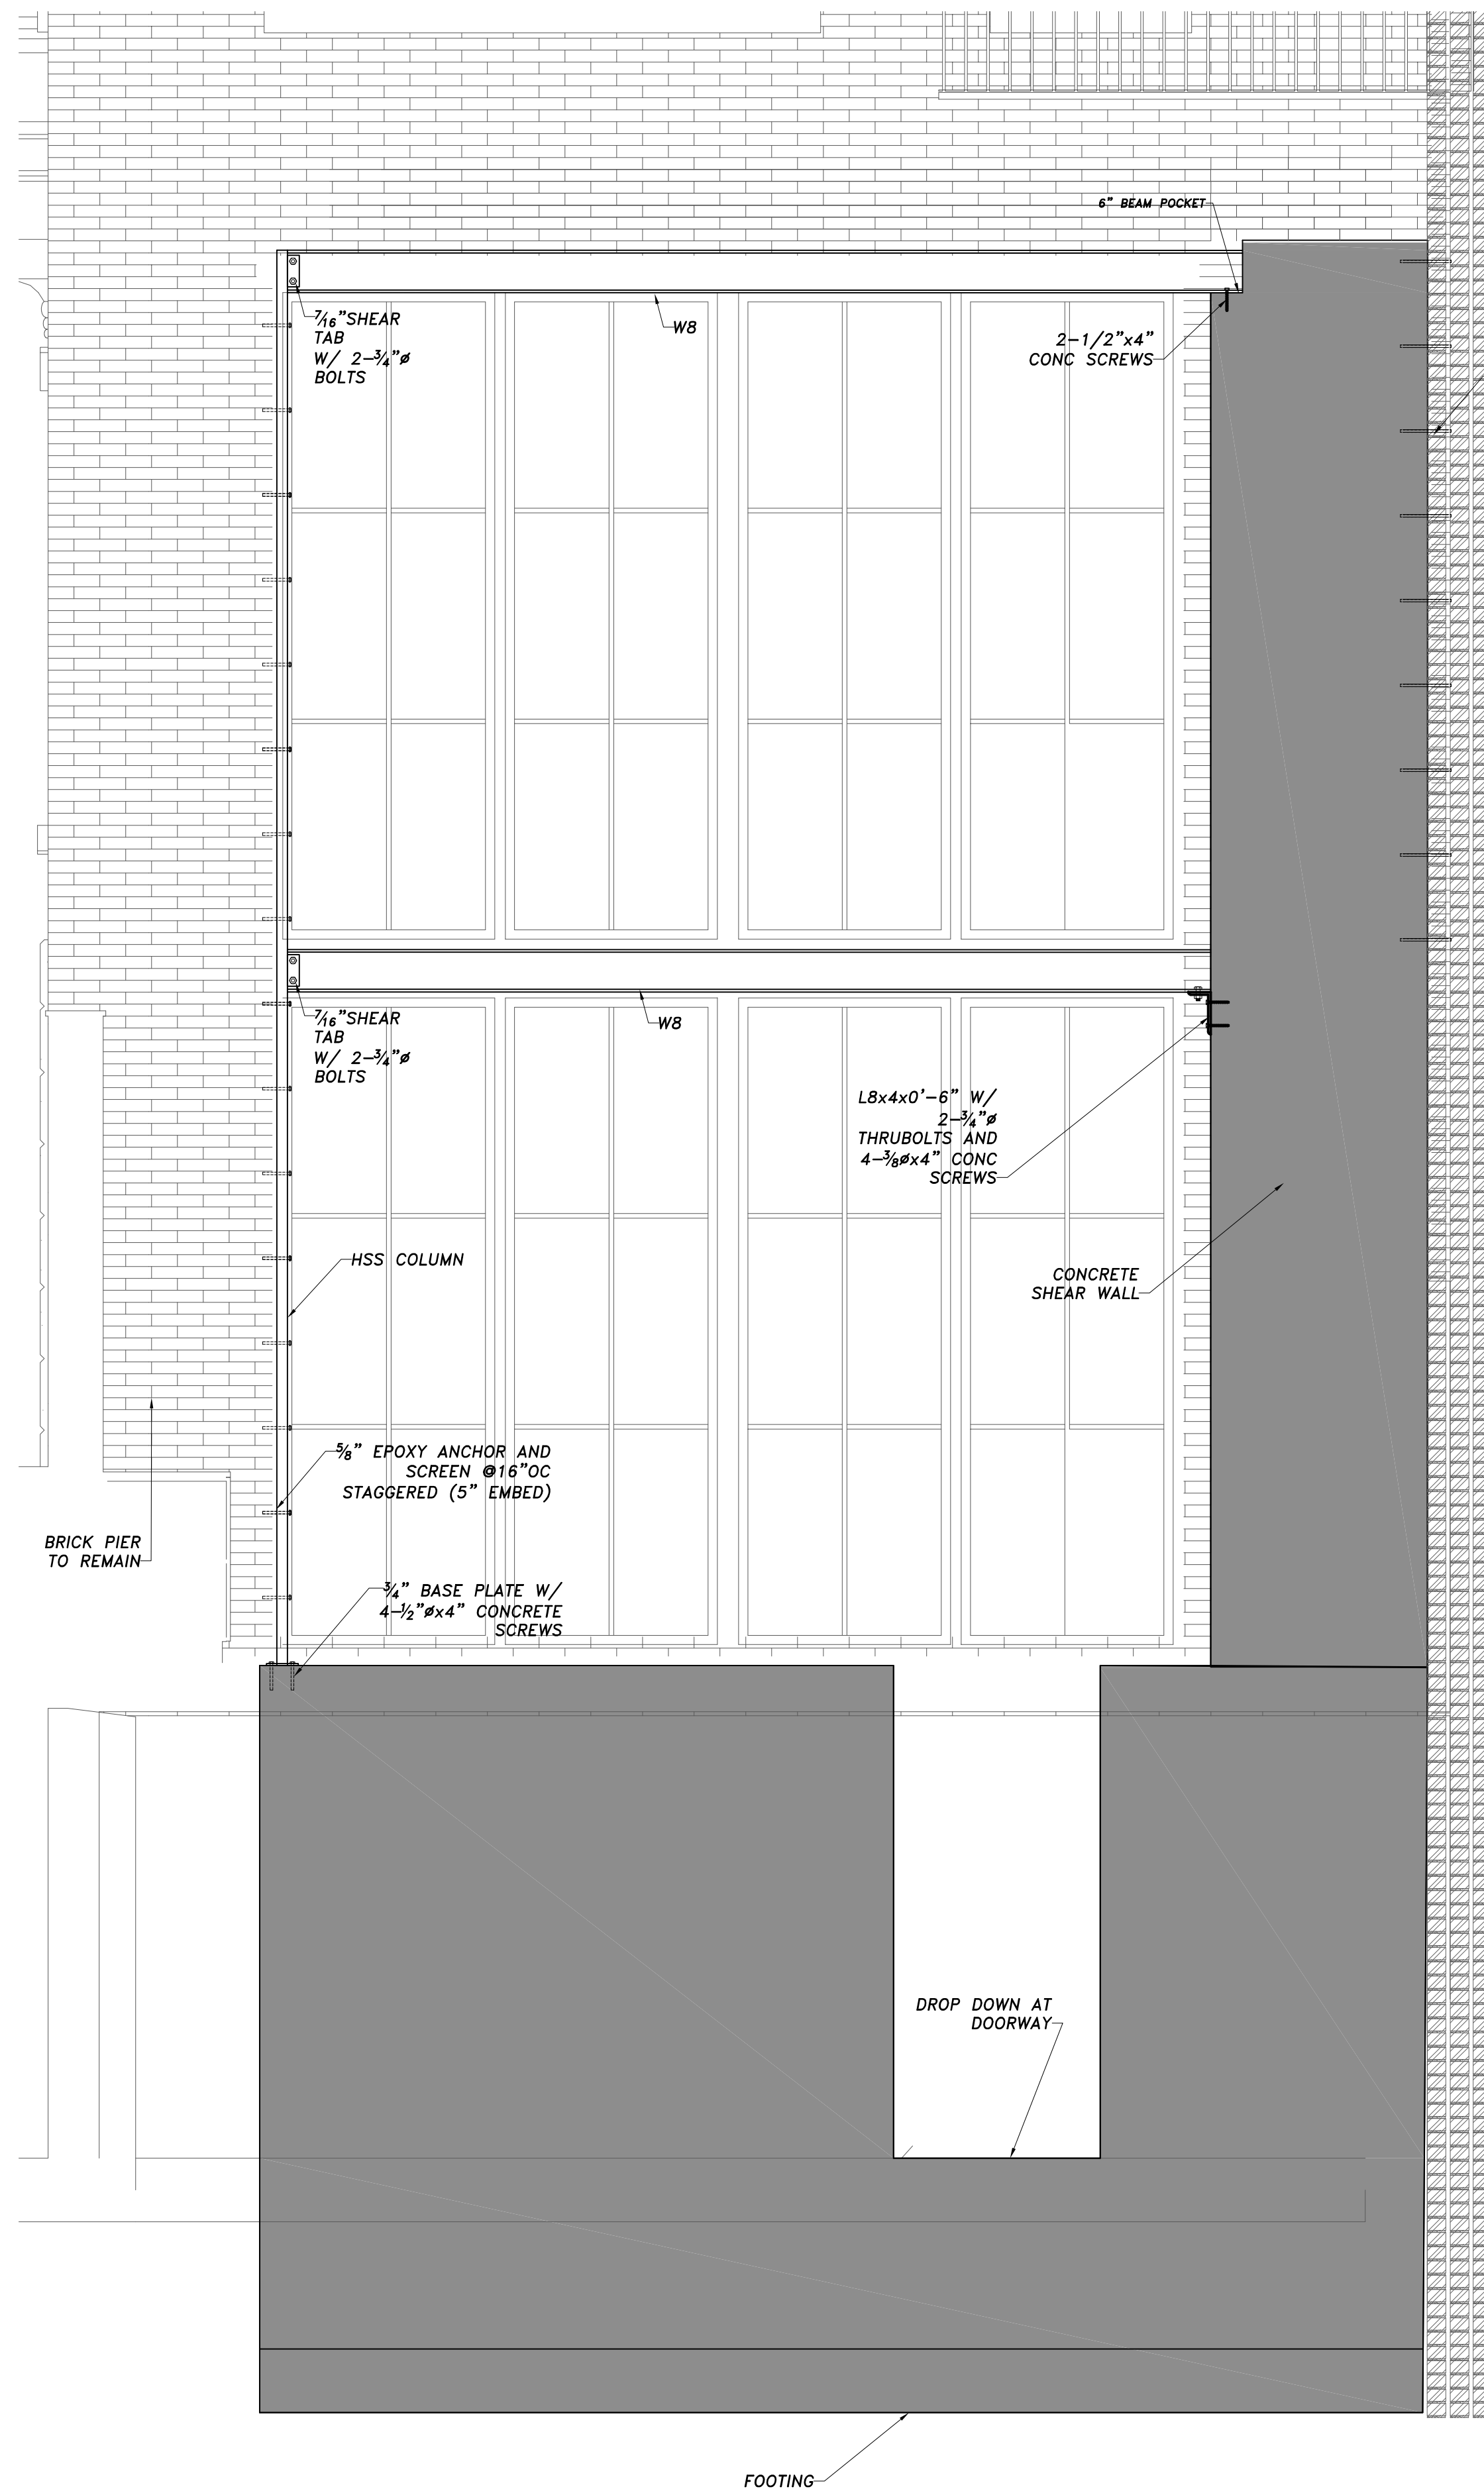 6" BEAM POCKET
7/16"SHEAR
TAB
W/ 2-3/4"ø
BOLTS
W8
2-1/2"x4"
CONC SCREWS
7/16"SHEAR
TAB
W/ 2-3/4"ø
BOLTS
W8
L8x4x0'-6" W/
2-3/4"ø
THRUBOLTS AND
4-3/8øx4" CONC
SCREWS
HSS COLUMN
CONCRETE
SHEAR WALL
5/8" EPOXY ANCHOR AND
SCREEN @16"OC
STAGGERED (5" EMBED)
BRICK PIER
TO REMAIN
3/4" BASE PLATE W/
4-1/2"øx4" CONCRETE
SCREWS
DROP DOWN AT
DOORWAY
FOOTING